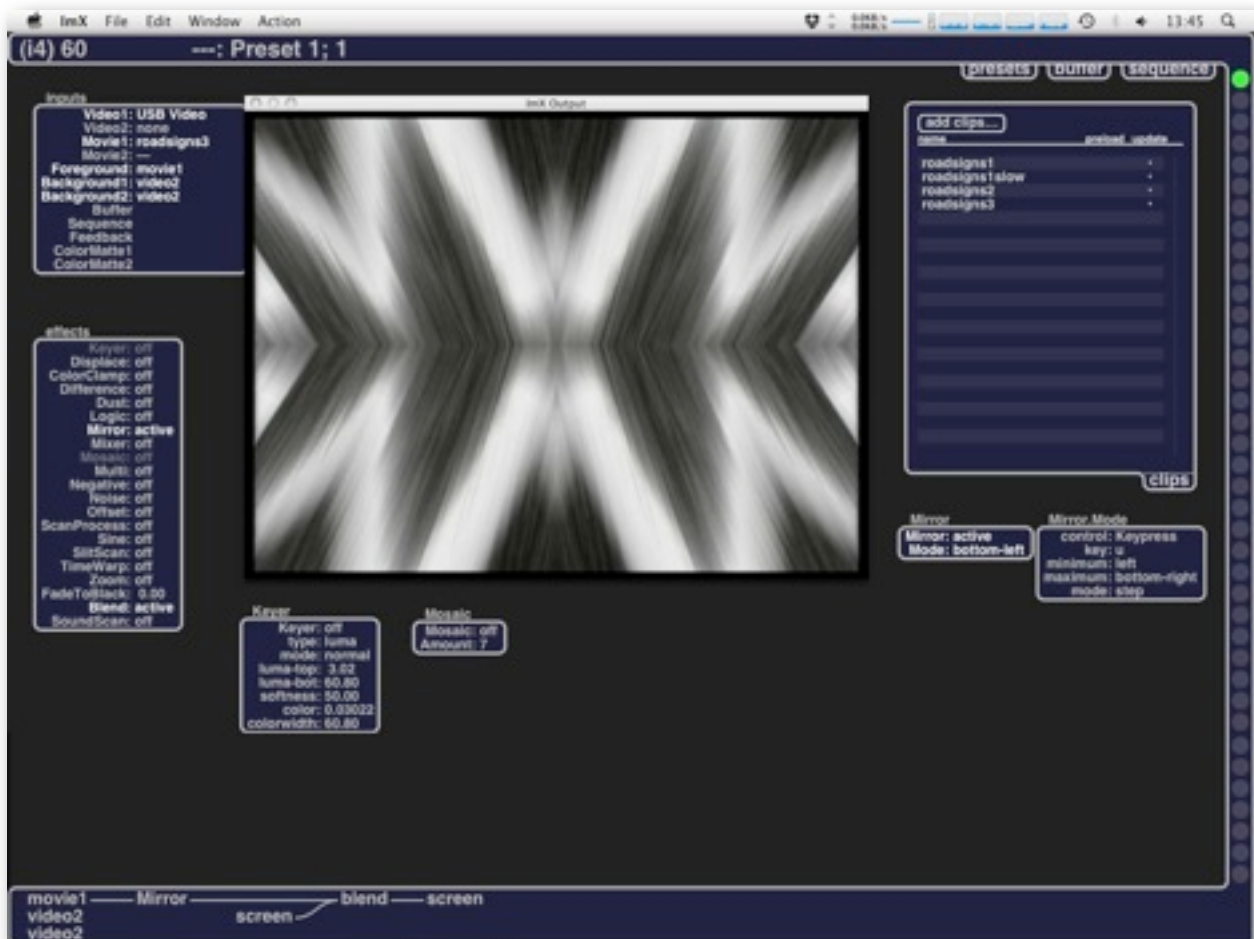 ImX File Edit Window Action 13:45
(i4) 60 ---: Preset 1; 1
presets buffer sequence
inputs
Video1: USB Video
Video2: none
Movie1: roadsigns3
Movie2: ---
Foreground: movie1
Background1: video2
Background2: video2
Buffer
Sequence
Feedback
ColorMatte1
ColorMatte2
ImX Output
add clips...
name preload update
roadsigns1
roadsigns1slow
roadsigns2
roadsigns3
clips
effects
Keyer: off
Displace: off
ColorClamp: off
Difference: off
Dust: off
Logic: off
Mirror: active
Mixer: off
Mosaic: off
Multi: off
Negative: off
Noise: off
Offset: off
ScanProcess: off
Sine: off
SlitScan: off
TimeWarp: off
Zoom: off
FadeToBlack: 0.00
Blend: active
SoundScan: off
Mirror
Mirror: active
Mode: bottom-left
Mirror.Mode
control: Keypress
key: u
minimum: left
maximum: bottom-right
mode: step
Keyer
Keyer: off
type: luma
mode: normal
luma-top: 3.02
luma-bot: 60.80
softness: 50.00
color: 0.03022
colorwidth: 60.80
Mosaic
Mosaic: off
Amount: 7
movie1 Mirror blend screen
video2 screen
video2